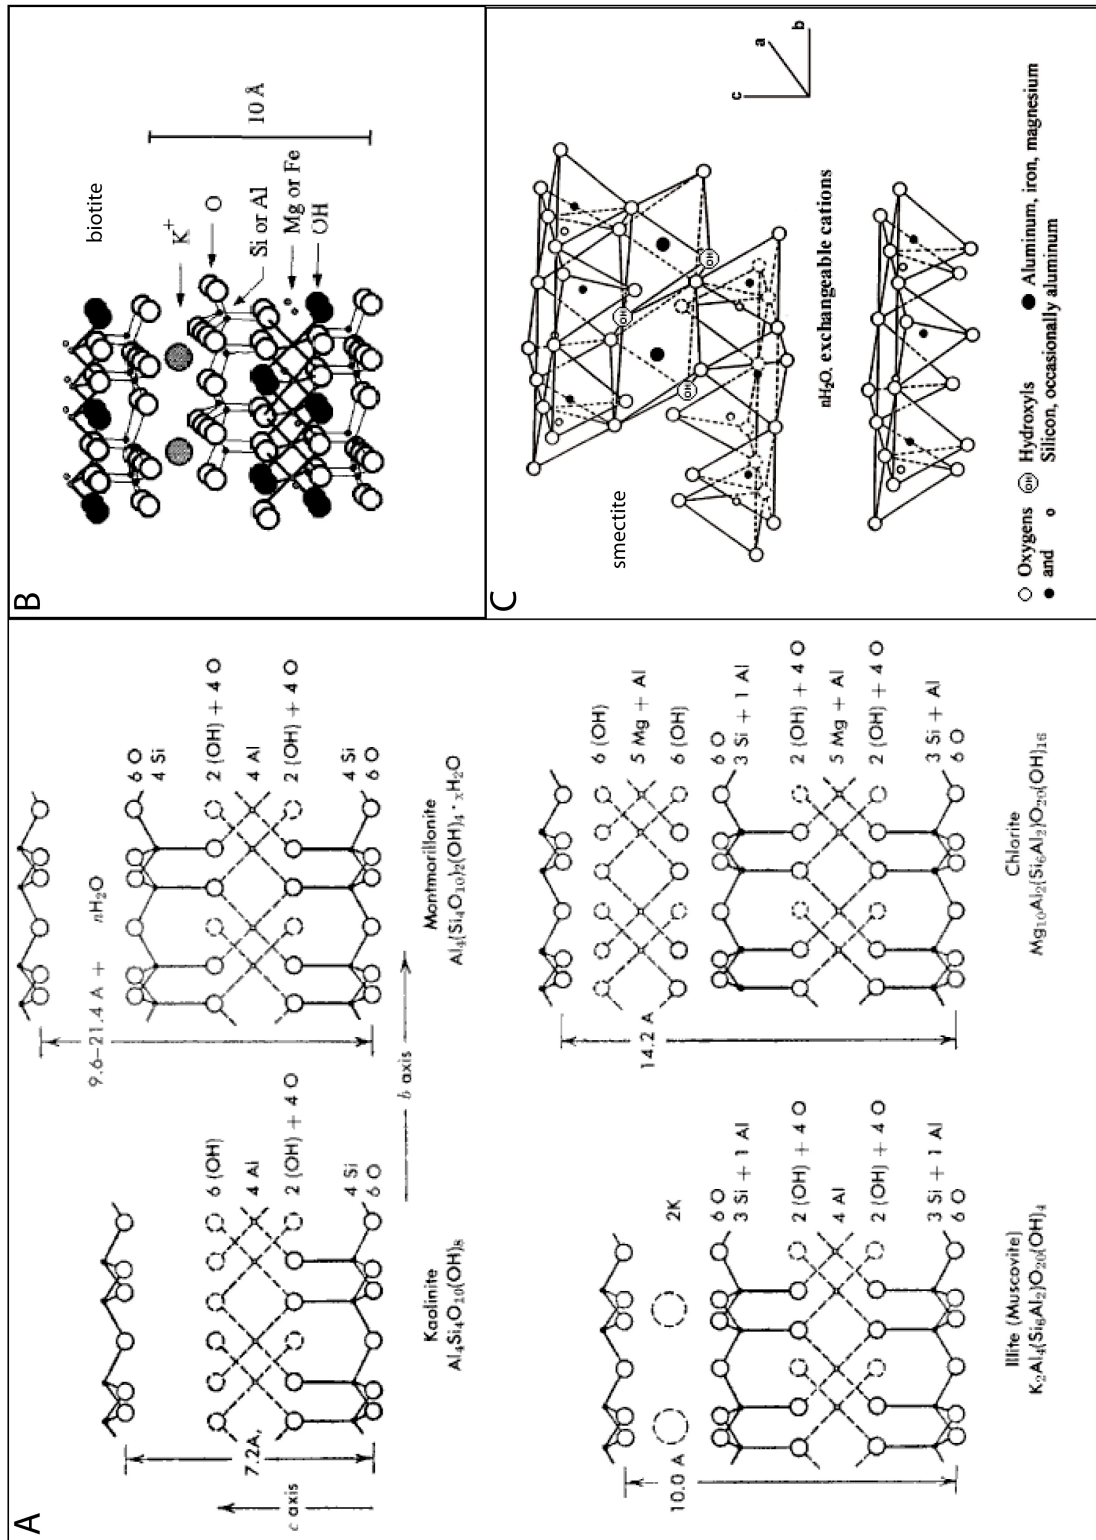 A
c axis
7.2A,
6 (OH)
4 Al
2 (OH) + 4 O
4 Si
6 O
Kaolinite
Al₄Si₄O₁₀(OH)₈
b axis
9.6–21.4 A +
nH₂O
6 O
4 Si
2 (OH) + 4 O
4 Al
2 (OH) + 4 O
4 Si
6 O
Montmorillonite
Al₄(Si₄O₁₀)₂(OH)₄ · xH₂O
10.0 A
2K
6 O
3 Si + 1 Al
2 (OH) + 4 O
4 Al
2 (OH) + 4 O
3 Si + 1 Al
6 O
Illite (Muscovite)
K₂Al₄(Si₆Al₂)O₂₀(OH)₄
14.2 A
6 (OH)
5 Mg + Al
6 (OH)
6 O
3 Si + 1 Al
2 (OH) + 4 O
5 Mg + Al
2 (OH) + 4 O
3 Si + Al
6 O
Chlorite
Mg₁₀Al₂(Si₆Al₂)O₂₀(OH)₁₆
B
biotite
K⁺
O
Si or Al
Mg or Fe
OH
10 Å
C
smectite
OH
OH
OH
OH
c
a
b
nH₂O. exchangeable cations
Oxygens OH Hydroxyls Aluminum, iron, magnesium
and Silicon, occasionally aluminum